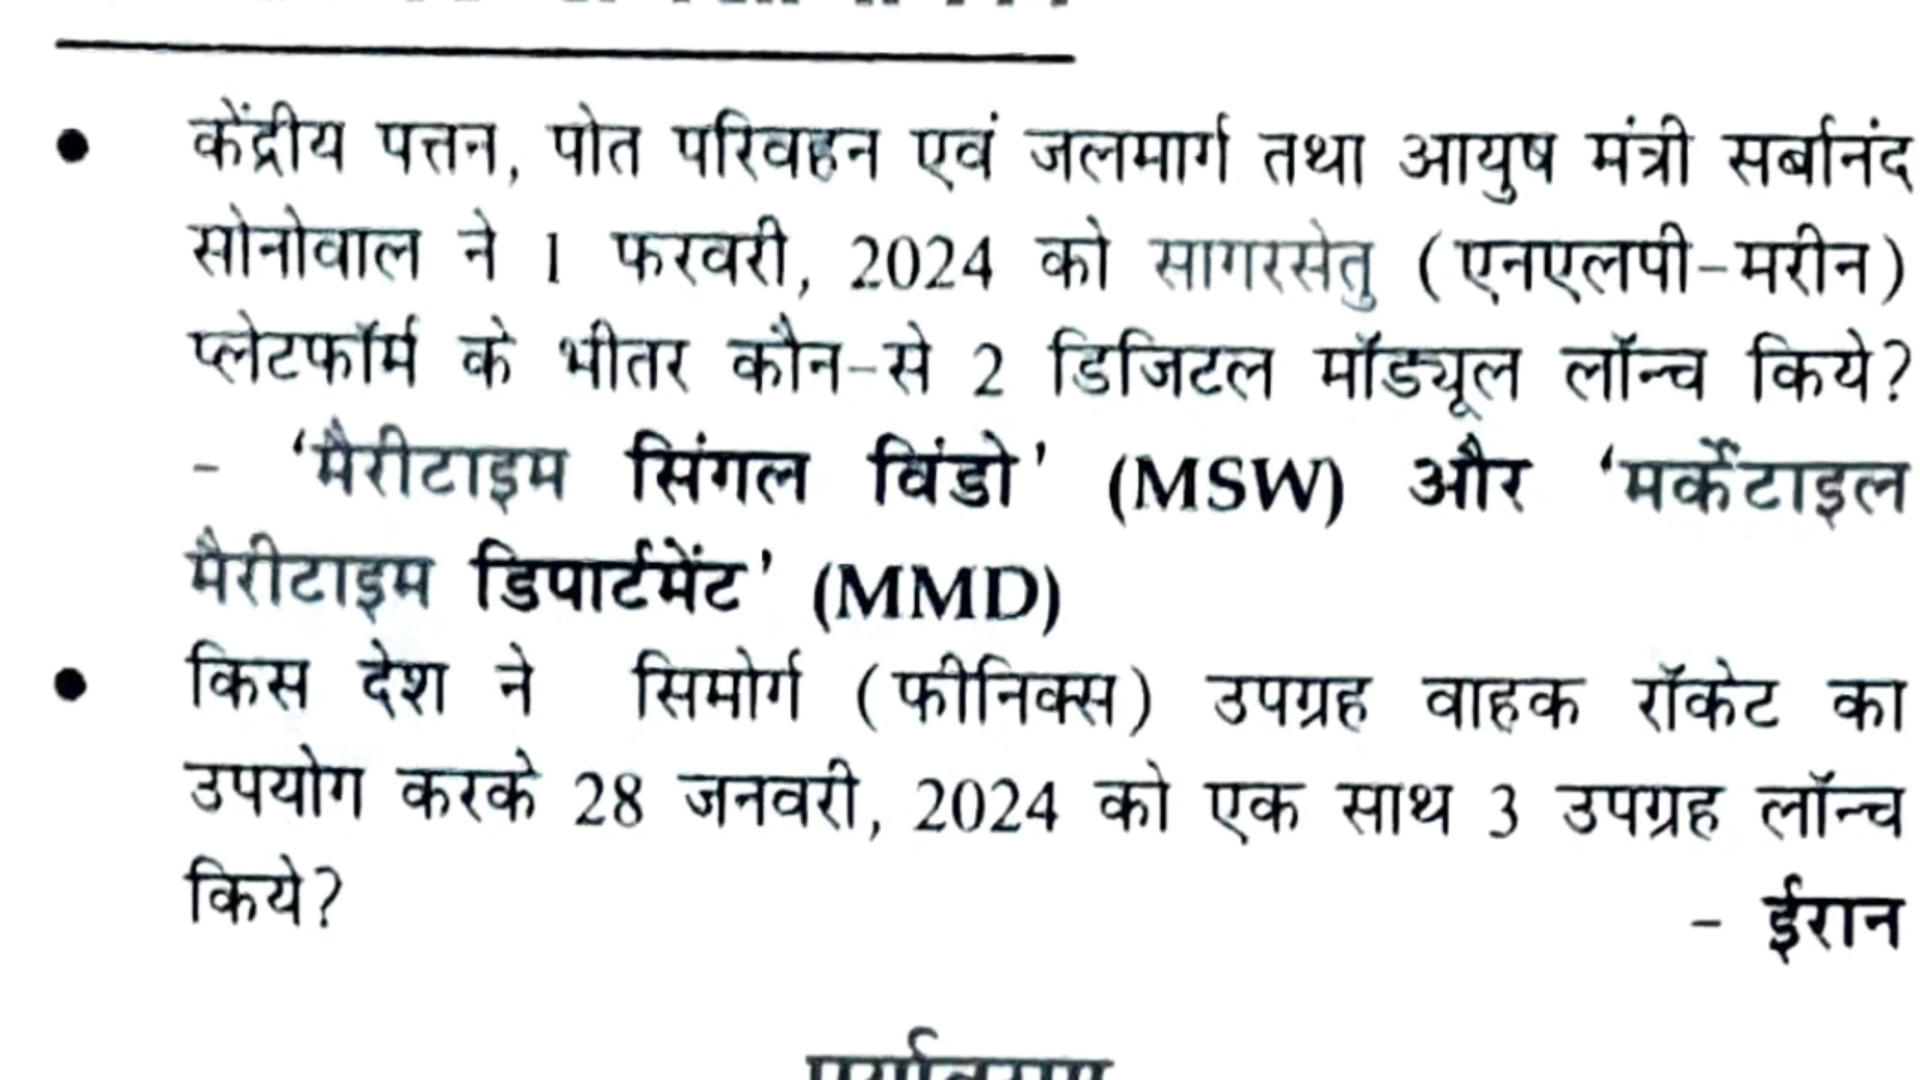 • केंद्रीय पत्तन, पोत परिवहन एवं जलमार्ग तथा आयुष मंत्री सर्बानंद
सोनोवाल ने 1 फरवरी, 2024 को सागरसेतु (एनएलपी-मरीन)
प्लेटफॉर्म के भीतर कौन-से 2 डिजिटल मॉड्यूल लॉन्च किये?
- ‘मैरीटाइम सिंगल विंडो’ (MSW) और ‘मर्केंटाइल
मैरीटाइम डिपार्टमेंट’ (MMD)
• किस देश ने सिमोर्ग (फीनिक्स) उपग्रह वाहक रॉकेट का
उपयोग करके 28 जनवरी, 2024 को एक साथ 3 उपग्रह लॉन्च
किये? - ईरान